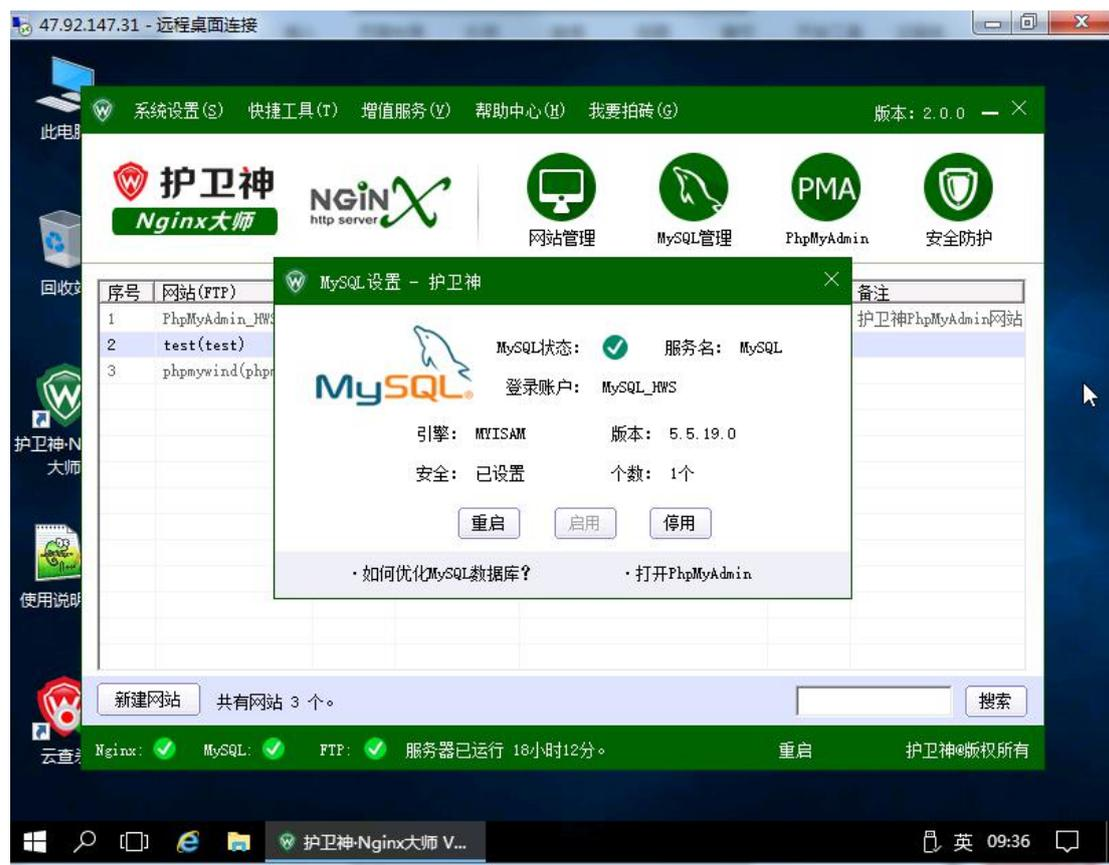 47.92.147.31 - 远程桌面连接
系统设置(S) 快捷工具(T) 增值服务(V) 帮助中心(H) 我要拍砖(G) 版本: 2.0.0
此电脑
护卫神
Nginx大师
NGiNX
http server
PMA
网站管理 MySQL管理 PhpMyAdmin 安全防护
回收站
序号 网站(FTP) 备注
1 PhpMyAdmin_HWS 护卫神PhpMyAdmin网站
2 test(test)
3 phpmywind(phpm
MySQL设置 - 护卫神
MySQL
MySQL状态: 服务名: MySQL
登录账户: MySQL_HWS
引擎: MYISAM 版本: 5.5.19.0
安全: 已设置 个数: 1个
重启 启用 停用
·如何优化MySQL数据库? ·打开PhpMyAdmin
护卫神·N
大师
使用说明
云查杀
新建网站 共有网站 3 个。 搜索
Nginx: MySQL: FTP: 服务器已运行 18小时12分。 重启 护卫神@版权所有
护卫神·Nginx大师 V... 英 09:36